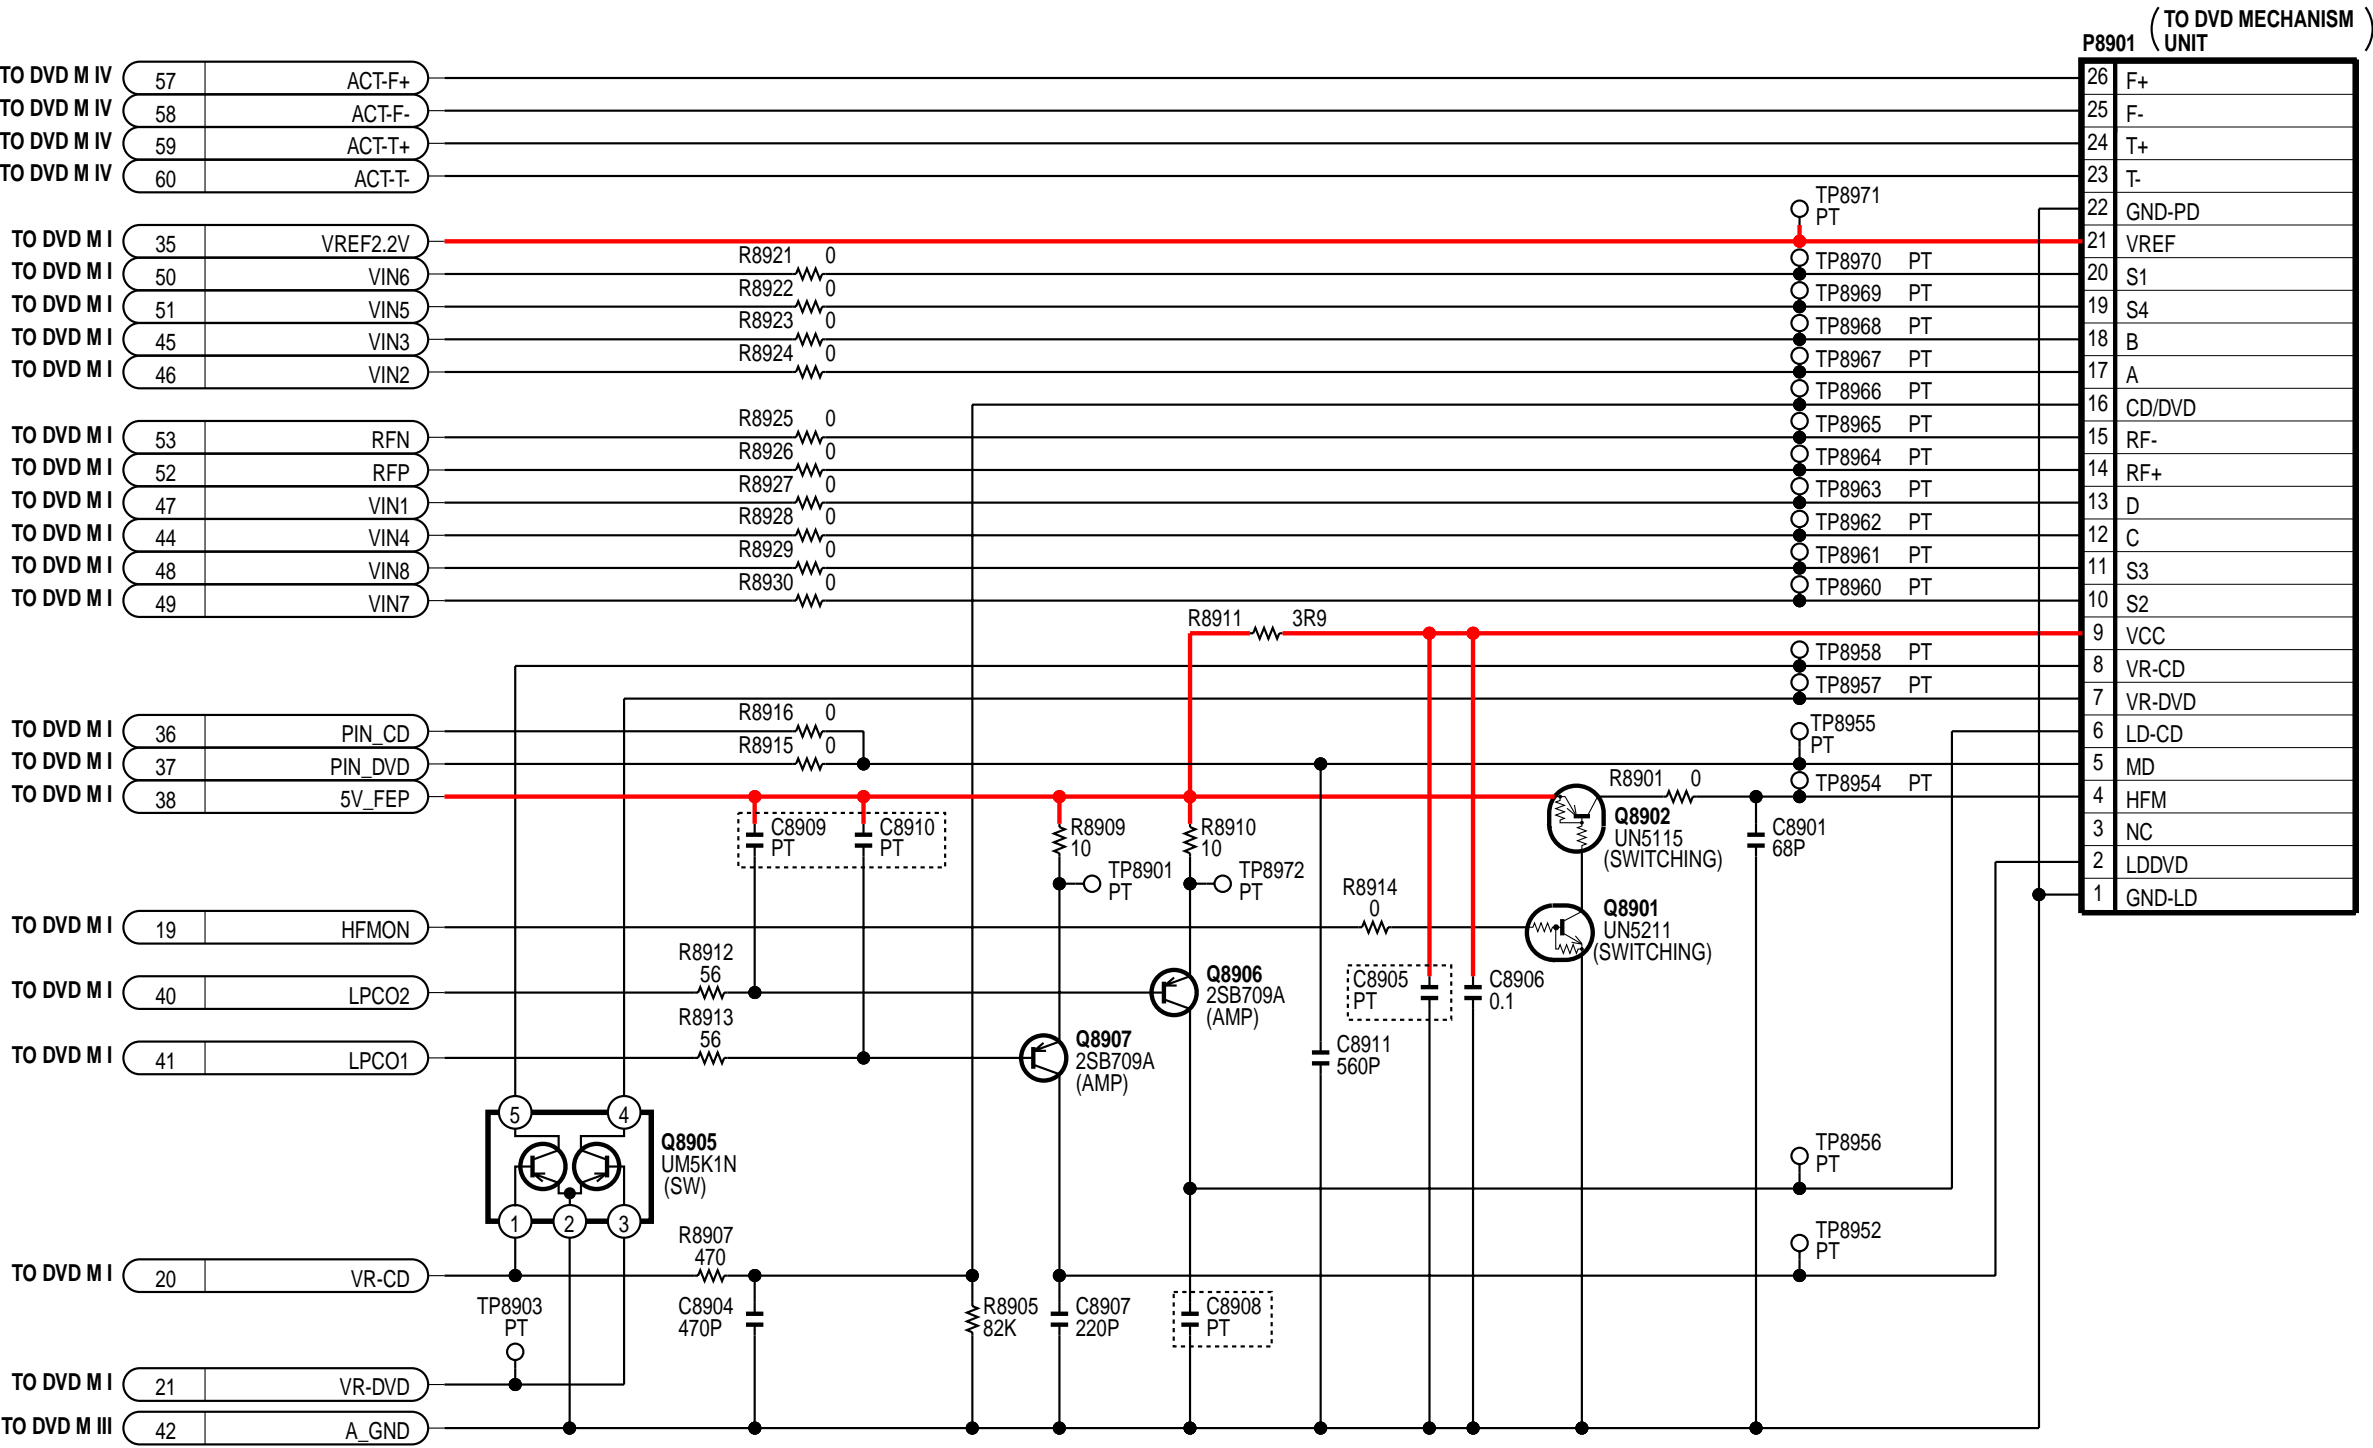 TO DVD MECHANISM
P8901 UNIT
TO DVD M IV 57 ACT-F+ 26 F+
TO DVD M IV 58 ACT-F- 25 F-
TO DVD M IV 59 ACT-T+ 24 T+
TO DVD M IV 60 ACT-T- 23 T-
TP8971
PT
22 GND-PD
TO DVD M I 35 VREF2.2V 21 VREF
R8921 0 TP8970 PT
TO DVD M I 50 VIN6 20 S1
R8922 0 TP8969 PT
TO DVD M I 51 VIN5 19 S4
R8923 0 TP8968 PT
TO DVD M I 45 VIN3 18 B
R8924 0 TP8967 PT
TO DVD M I 46 VIN2 17 A
TP8966 PT
16 CD/DVD
R8925 0 TP8965 PT
TO DVD M I 53 RFN 15 RF-
R8926 0 TP8964 PT
TO DVD M I 52 RFP 14 RF+
R8927 0 TP8963 PT
TO DVD M I 47 VIN1 13 D
R8928 0 TP8962 PT
TO DVD M I 44 VIN4 12 C
R8929 0 TP8961 PT
TO DVD M I 48 VIN8 11 S3
R8930 0 TP8960 PT
TO DVD M I 49 VIN7 10 S2
R8911 3R9
9 VCC
TP8958 PT
8 VR-CD
TP8957 PT
7 VR-DVD
R8916 0 TP8955
PT
TO DVD M I 36 PIN_CD 6 LD-CD
R8915 0
TO DVD M I 37 PIN_DVD 5 MD
R8901 0 TP8954 PT
TO DVD M I 38 5V_FEP 4 HFM
C8909
PT
C8910
PT
R8909
10
R8910
10
Q8902
UN5115
(SWITCHING)
C8901
68P
3 NC
2 LDDVD
1 GND-LD
TP8901
PT
TP8972
PT
R8914
0
Q8901
UN5211
(SWITCHING)
TO DVD M I 19 HFMON
R8912
56
TO DVD M I 40 LPCO2
Q8906
2SB709A
(AMP)
C8905
PT
C8906
0.1
R8913
56
TO DVD M I 41 LPCO1
Q8907
2SB709A
(AMP)
C8911
560P
5 4
Q8905
UM5K1N
(SW)
1 2 3
TP8956
PT
R8907
470
TP8952
PT
TO DVD M I 20 VR-CD
TP8903
PT
C8904
470P
R8905
82K
C8907
220P
C8908
PT
TO DVD M I 21 VR-DVD
TO DVD M III 42 A_GND